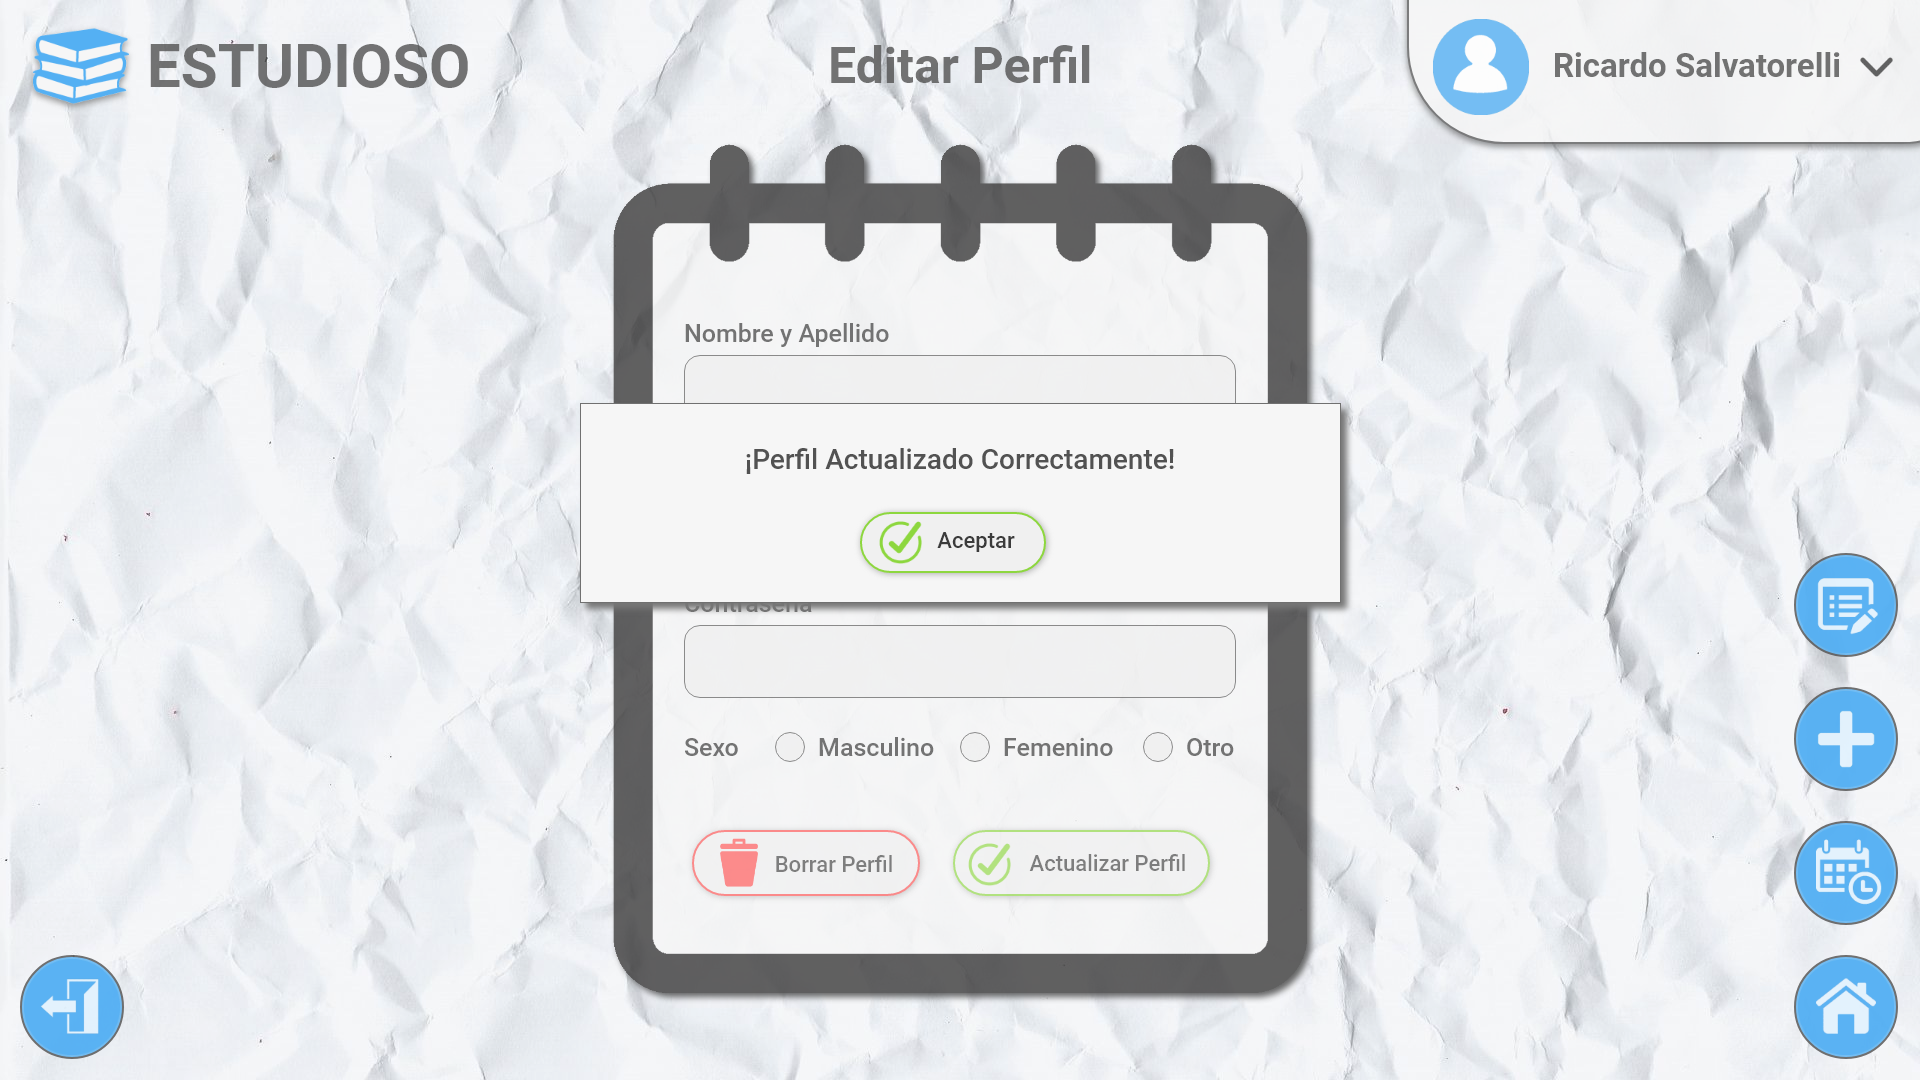 ESTUDIOSO
Editar Perfil
Ricardo Salvatorelli
Nombre y Apellido
¡Perfil Actualizado Correctamente!
Aceptar
Contraseña
Sexo Masculino Femenino Otro
Borrar Perfil Actualizar Perfil